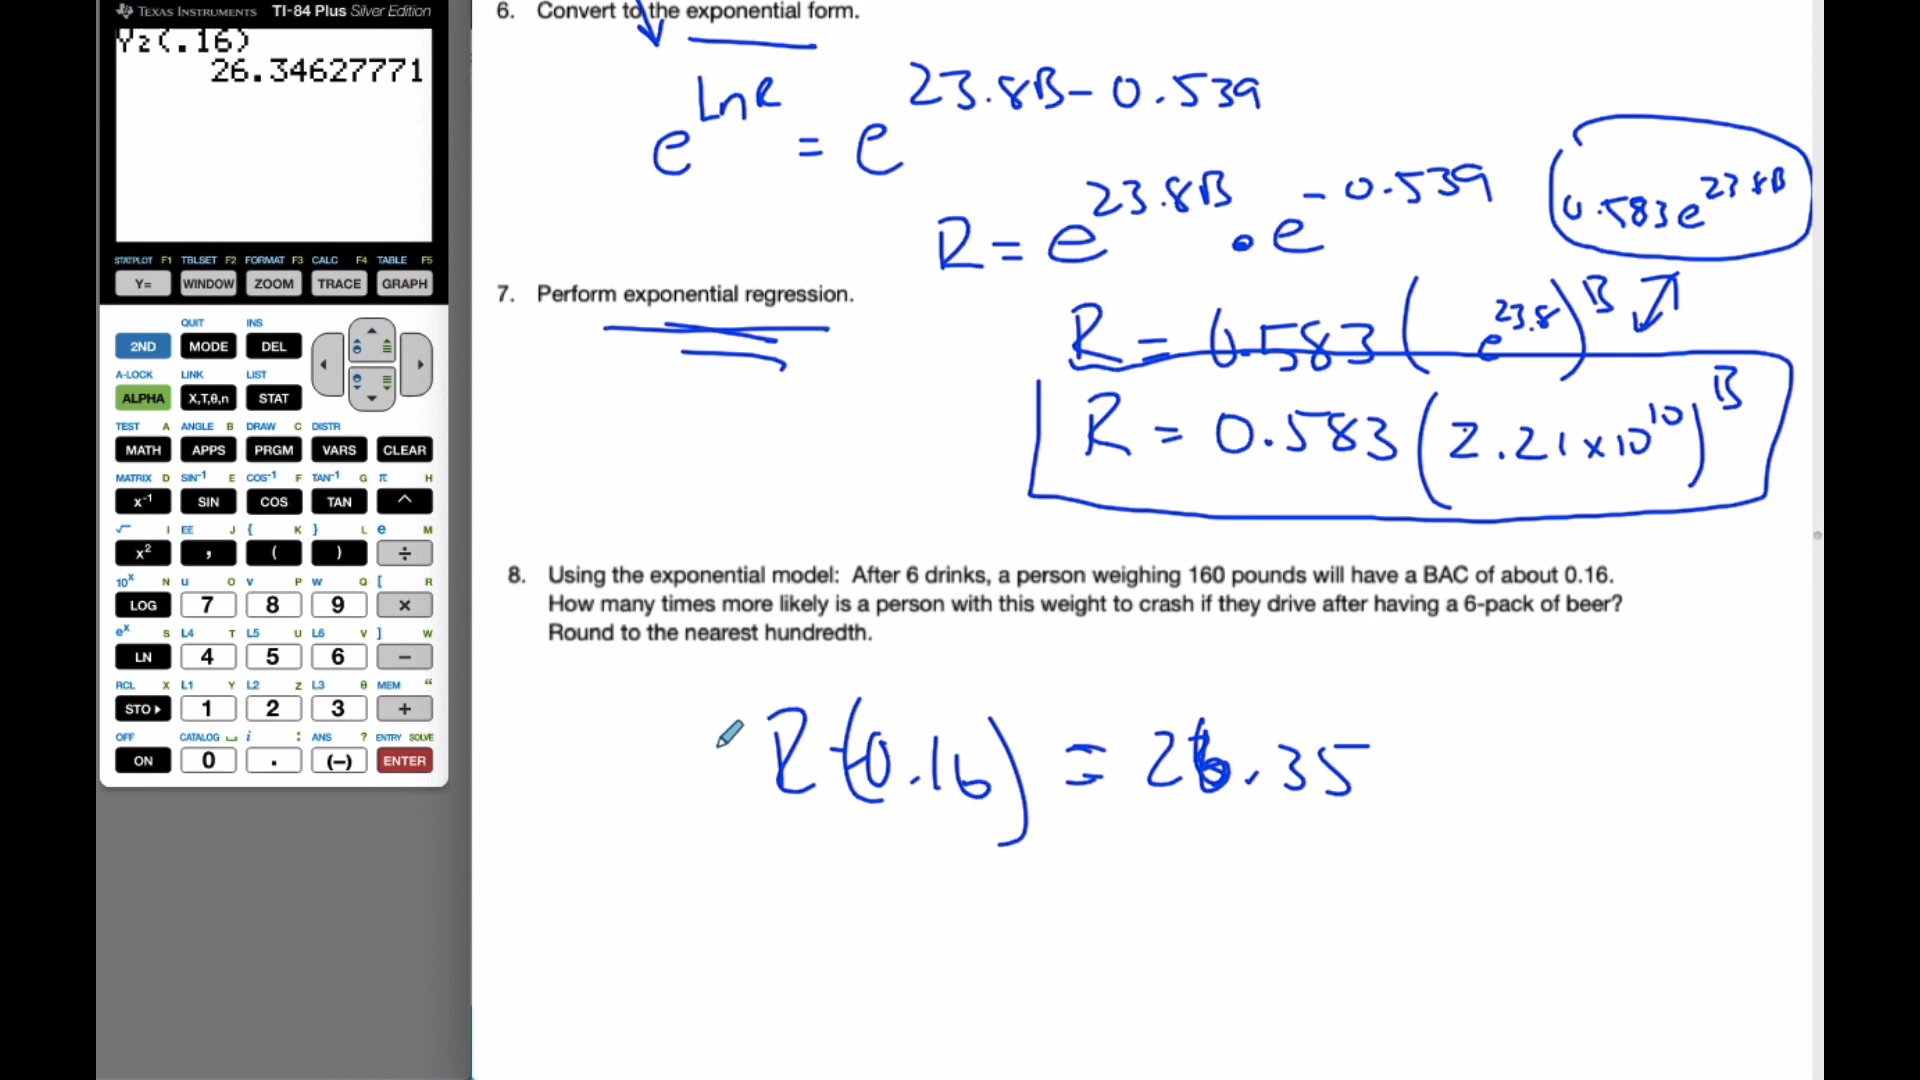 TEXAS INSTRUMENTS TI-84 Plus Silver Edition
Y2(.16)
26.34627771
STATPLOT F1 TBLSET F2 FORMAT F3 CALC F4 TABLE F5
Y= WINDOW ZOOM TRACE GRAPH
QUIT INS
2ND MODE DEL
A-LOCK LINK LIST
ALPHA X,T,θ,n STAT
TEST A ANGLE B DRAW C DISTR
MATH APPS PRGM VARS CLEAR
MATRIX D SIN⁻¹ E COS⁻¹ F TAN⁻¹ G π H
x⁻¹ SIN COS TAN ^
√ I EE J { K } L e M
x² , ( ) ÷
10ˣ N u O v P w Q [ R
LOG 7 8 9 ×
eˣ S L4 T L5 U L6 V ] W
LN 4 5 6 −
RCL X L1 Y L2 Z L3 θ MEM "
STO▸ 1 2 3 +
OFF CATALOG ⎵ i : ANS ? ENTRY SOLVE
ON 0 . (–) ENTER
6. Convert to the exponential form.
e^{Ln R} = e^{23.8B - 0.539}
R = e^{23.8B} • e^{-0.539}
0.583e^{23.8B}
7. Perform exponential regression.
R = 0.583 (e^{23.8})^B
R = 0.583 (2.21x10^{10})^B
8. Using the exponential model: After 6 drinks, a person weighing 160 pounds will have a BAC of about 0.16.
How many times more likely is a person with this weight to crash if they drive after having a 6-pack of beer?
Round to the nearest hundredth.
R(0.16) = 26.35